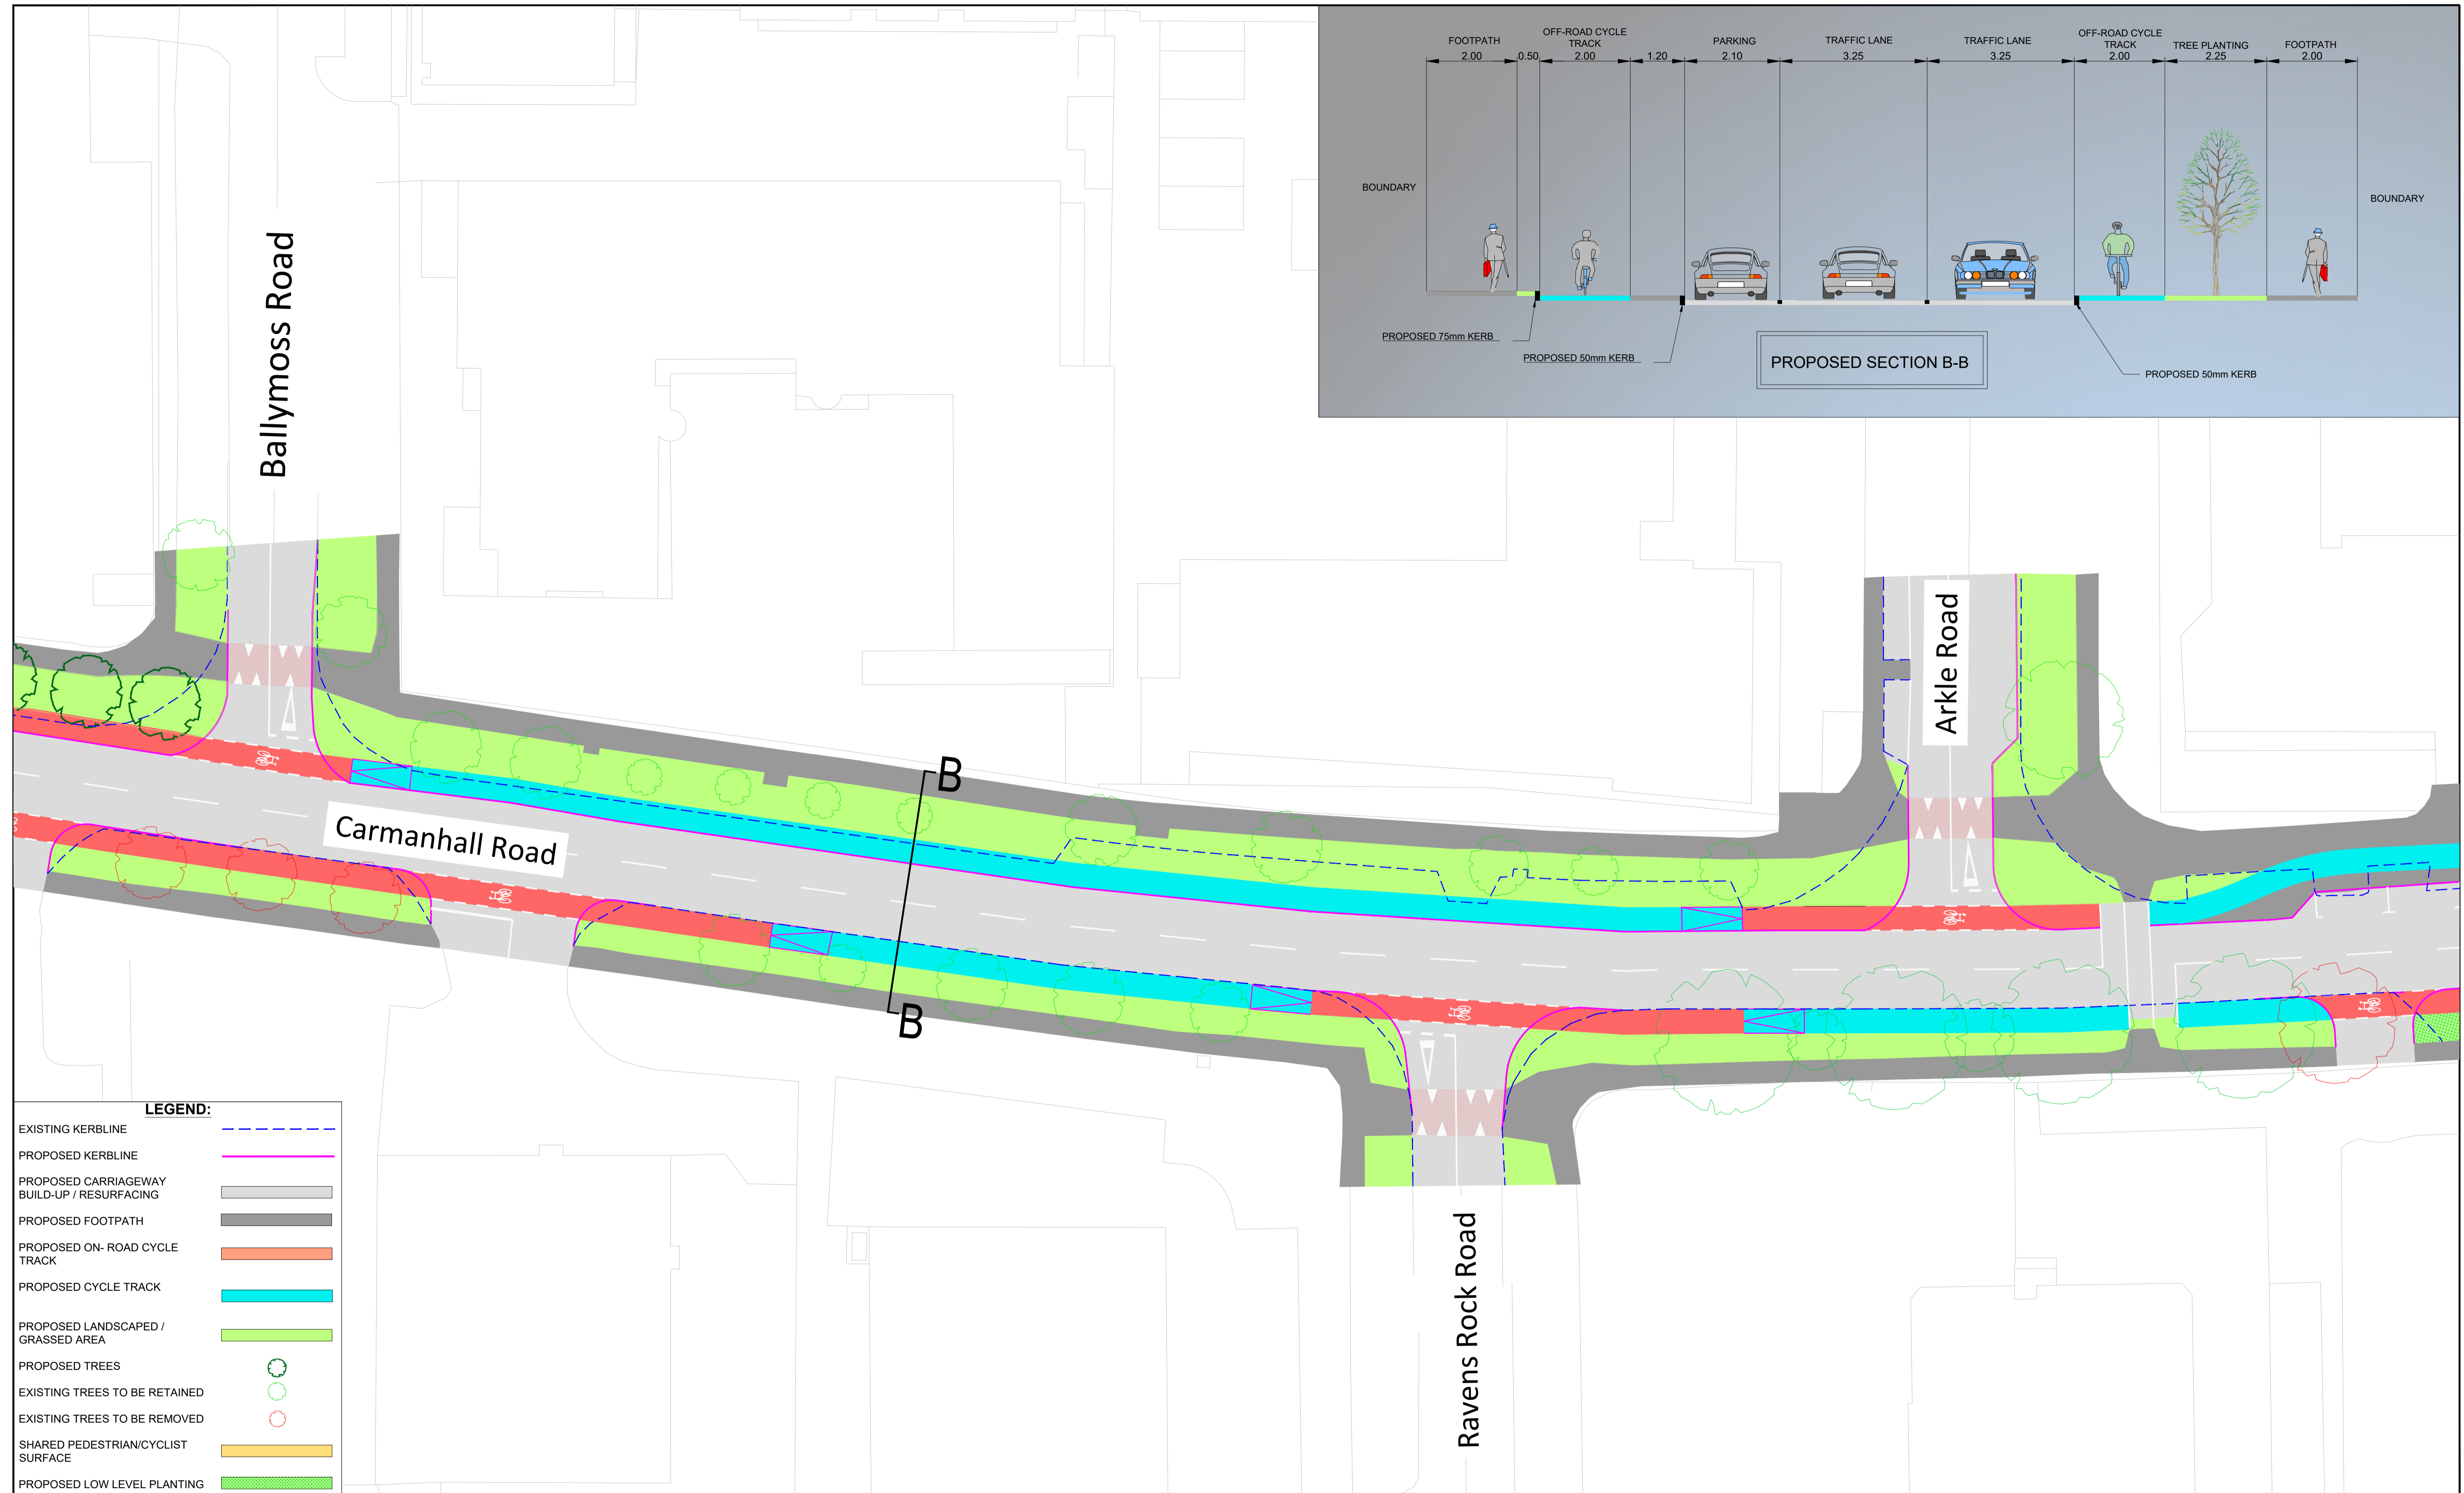 FOOTPATH
2.00
0.50
OFF-ROAD CYCLE
TRACK
2.00
1.20
PARKING
2.10
TRAFFIC LANE
3.25
TRAFFIC LANE
3.25
OFF-ROAD CYCLE
TRACK
2.00
TREE PLANTING
2.25
FOOTPATH
2.00
BOUNDARY
BOUNDARY
PROPOSED 75mm KERB
PROPOSED 50mm KERB
PROPOSED SECTION B-B
PROPOSED 50mm KERB
Ballymoss Road
Arkle Road
Carmanhall Road
B
B
Ravens Rock Road
LEGEND:
EXISTING KERBLINE
PROPOSED KERBLINE
PROPOSED CARRIAGEWAY
BUILD-UP / RESURFACING
PROPOSED FOOTPATH
PROPOSED ON- ROAD CYCLE
TRACK
PROPOSED CYCLE TRACK
PROPOSED LANDSCAPED /
GRASSED AREA
PROPOSED TREES
EXISTING TREES TO BE RETAINED
EXISTING TREES TO BE REMOVED
SHARED PEDESTRIAN/CYCLIST
SURFACE
PROPOSED LOW LEVEL PLANTING